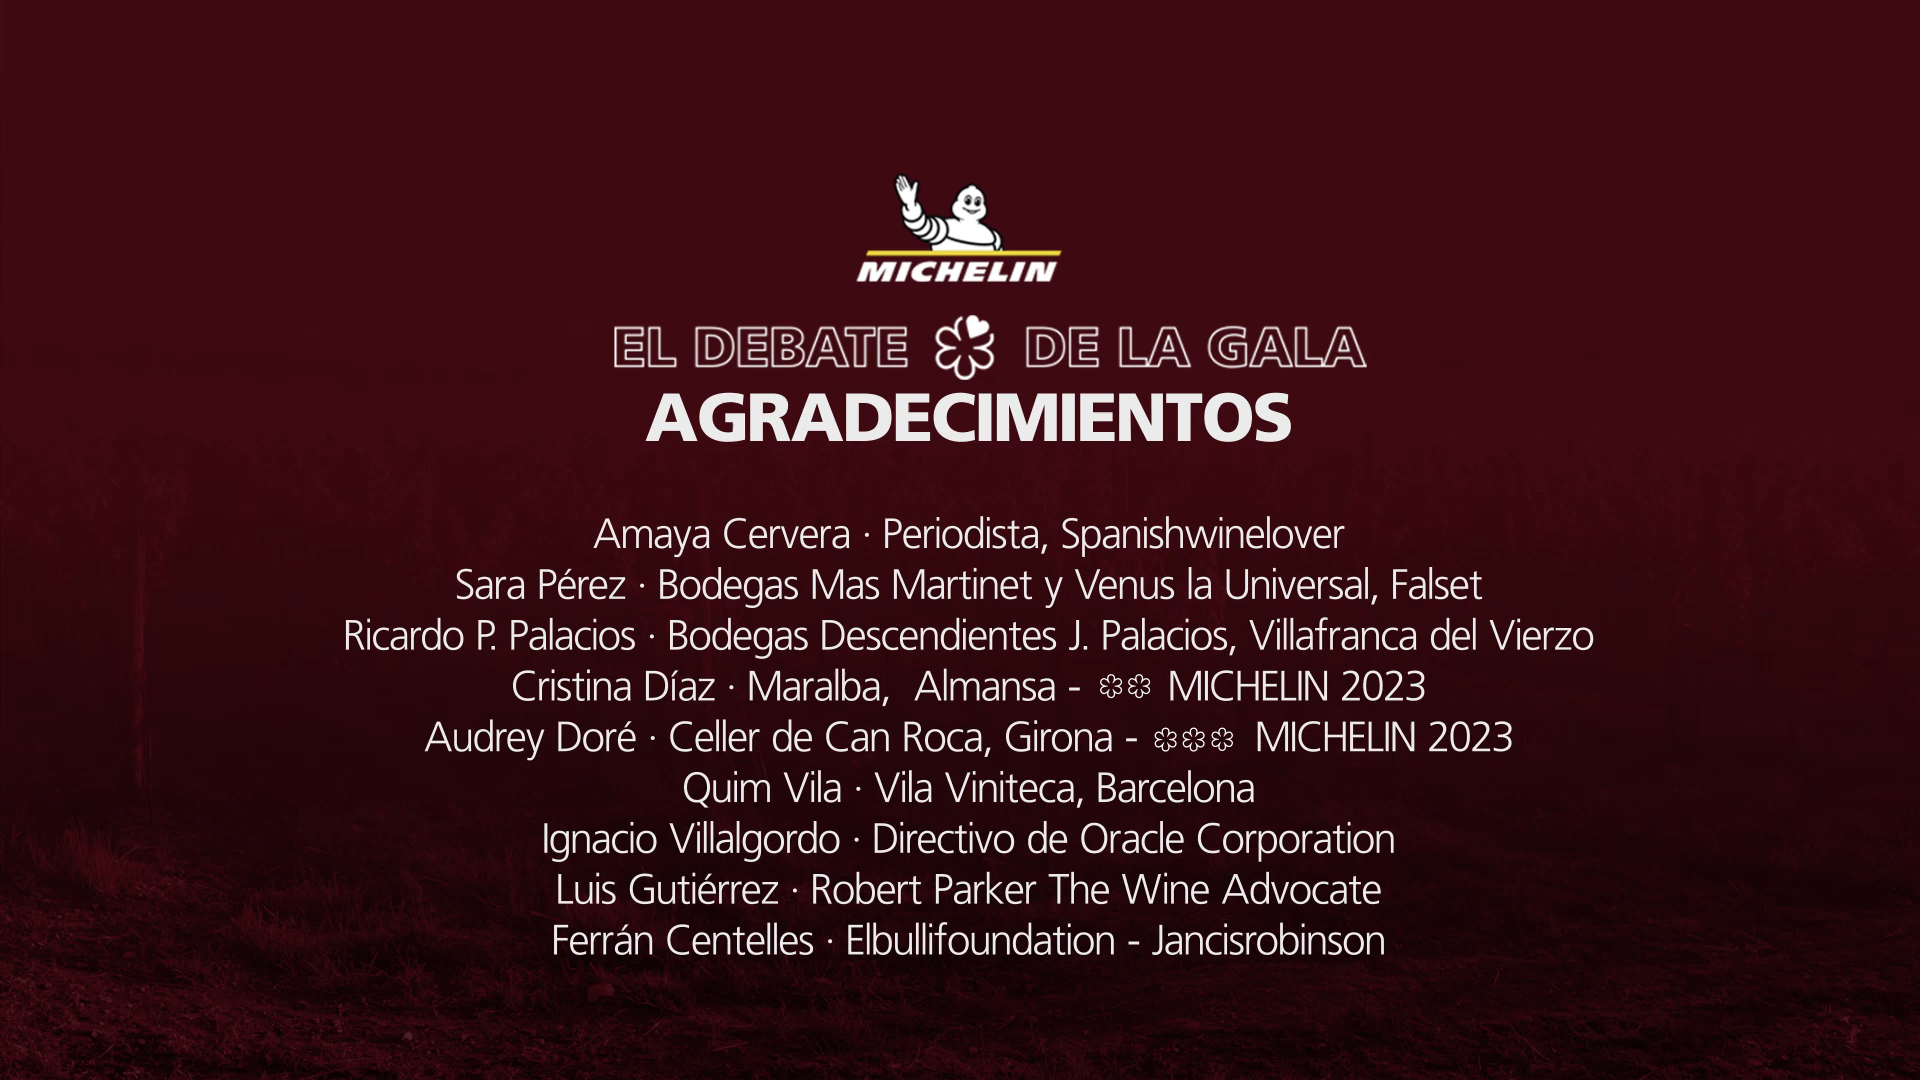 MICHELIN
EL DEBATE DE LA GALA
AGRADECIMIENTOS
Amaya Cervera · Periodista, Spanishwinelover
Sara Pérez · Bodegas Mas Martinet y Venus la Universal, Falset
Ricardo P. Palacios · Bodegas Descendientes J. Palacios, Villafranca del Vierzo
Cristina Díaz · Maralba, Almansa - MICHELIN 2023
Audrey Doré · Celler de Can Roca, Girona - MICHELIN 2023
Quim Vila · Vila Viniteca, Barcelona
Ignacio Villalgordo · Directivo de Oracle Corporation
Luis Gutiérrez · Robert Parker The Wine Advocate
Ferrán Centelles · Elbullifoundation - Jancisrobinson